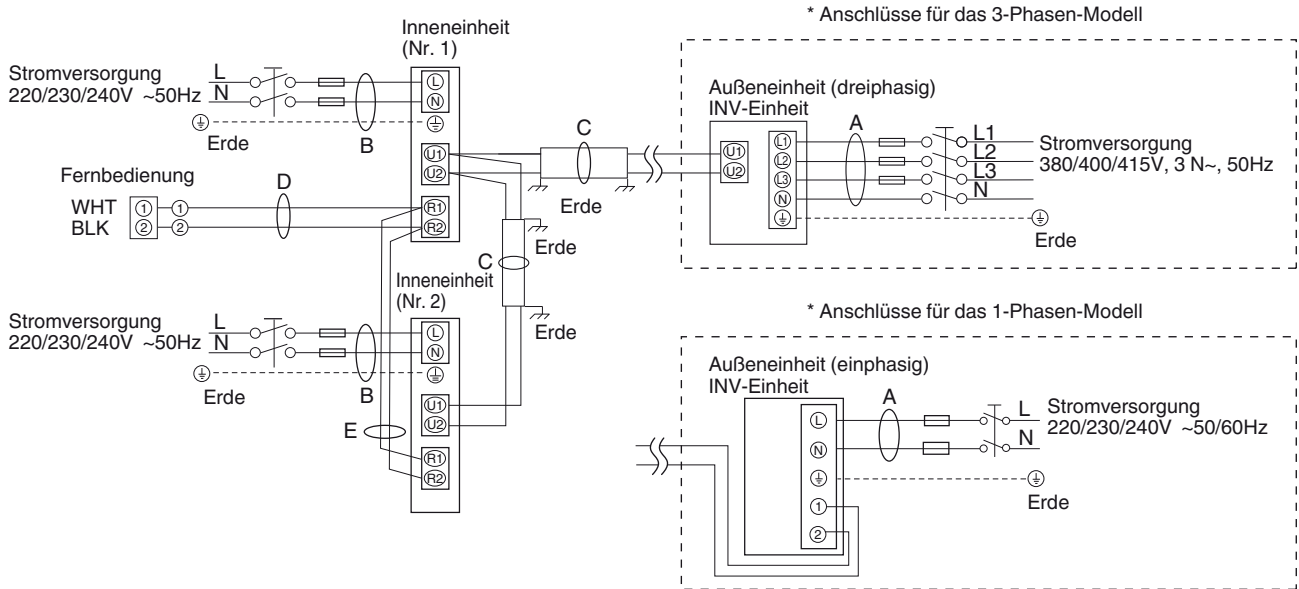 * Anschlüsse für das 3-Phasen-Modell
Inneneinheit
(Nr. 1)
Stromversorgung
220/230/240V ~50Hz
L
N
Erde
B
L
N
U1
U2
R1
R2
Fernbedienung
WHT
BLK
1
2
1
2
D
C
Erde
Außeneinheit (dreiphasig)
INV-Einheit
U1
U2
L1
L2
L3
N
A
L1
L2
L3
N
Stromversorgung
380/400/415V, 3 N~, 50Hz
Erde
C
Erde
Erde
Inneneinheit
(Nr. 2)
Stromversorgung
220/230/240V ~50Hz
L
N
Erde
B
L
N
U1
U2
R1
R2
E
* Anschlüsse für das 1-Phasen-Modell
Außeneinheit (einphasig)
INV-Einheit
L
N
1
2
A
L
N
Stromversorgung
220/230/240V ~50/60Hz
Erde